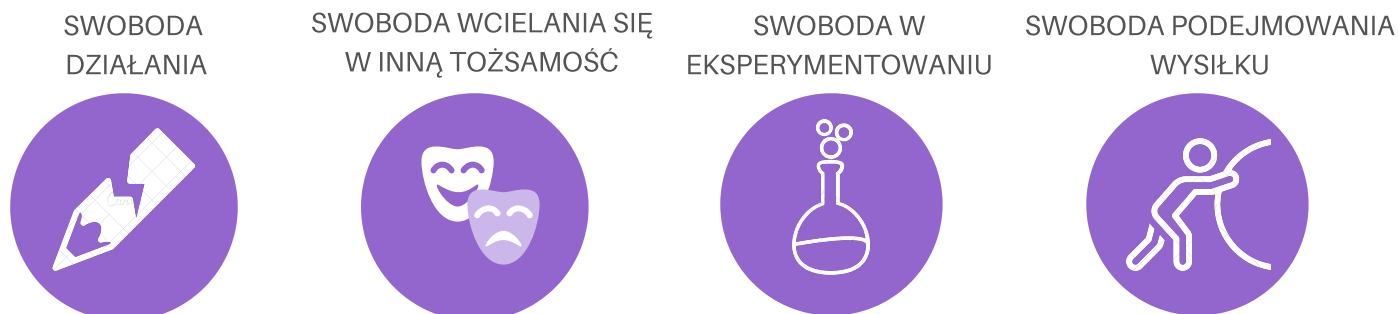 SWOBODA
DZIAŁANIA
SWOBODA WCIELANIA SIĘ
W INNĄ TOŻSAMOŚĆ
SWOBODA W
EKSPERYMENTOWANIU
SWOBODA PODEJMOWANIA
WYSIŁKU